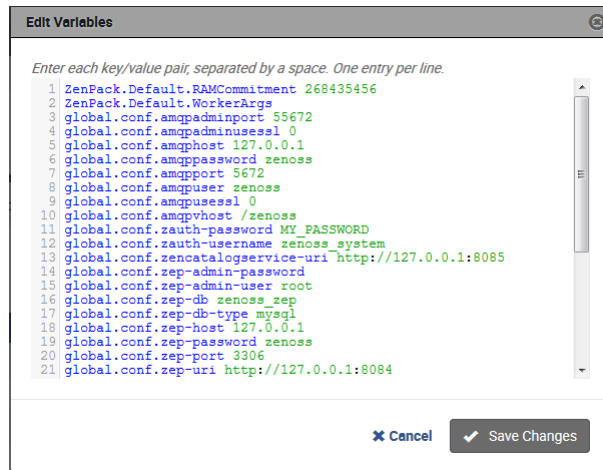 Edit Variables
Enter each key/value pair, separated by a space. One entry per line.
1 ZenPack.Default.RAMCommitment 268435456
2 ZenPack.Default.WorkerArgs
3 global.conf.amqpadminport 55672
4 global.conf.amqpadminusessl 0
5 global.conf.amqphost 127.0.0.1
6 global.conf.amqppassword zenoss
7 global.conf.amqpport 5672
8 global.conf.amqpuser zenoss
9 global.conf.amqpusessl 0
10 global.conf.amqpvhost /zenoss
11 global.conf.zauth-password MY_PASSWORD
12 global.conf.zauth-username zenoss_system
13 global.conf.zencatalogservice-uri http://127.0.0.1:8085
14 global.conf.zep-admin-password
15 global.conf.zep-admin-user root
16 global.conf.zep-db zenoss_zep
17 global.conf.zep-db-type mysql
18 global.conf.zep-host 127.0.0.1
19 global.conf.zep-password zenoss
20 global.conf.zep-port 3306
21 global.conf.zep-uri http://127.0.0.1:8084
Cancel
Save Changes